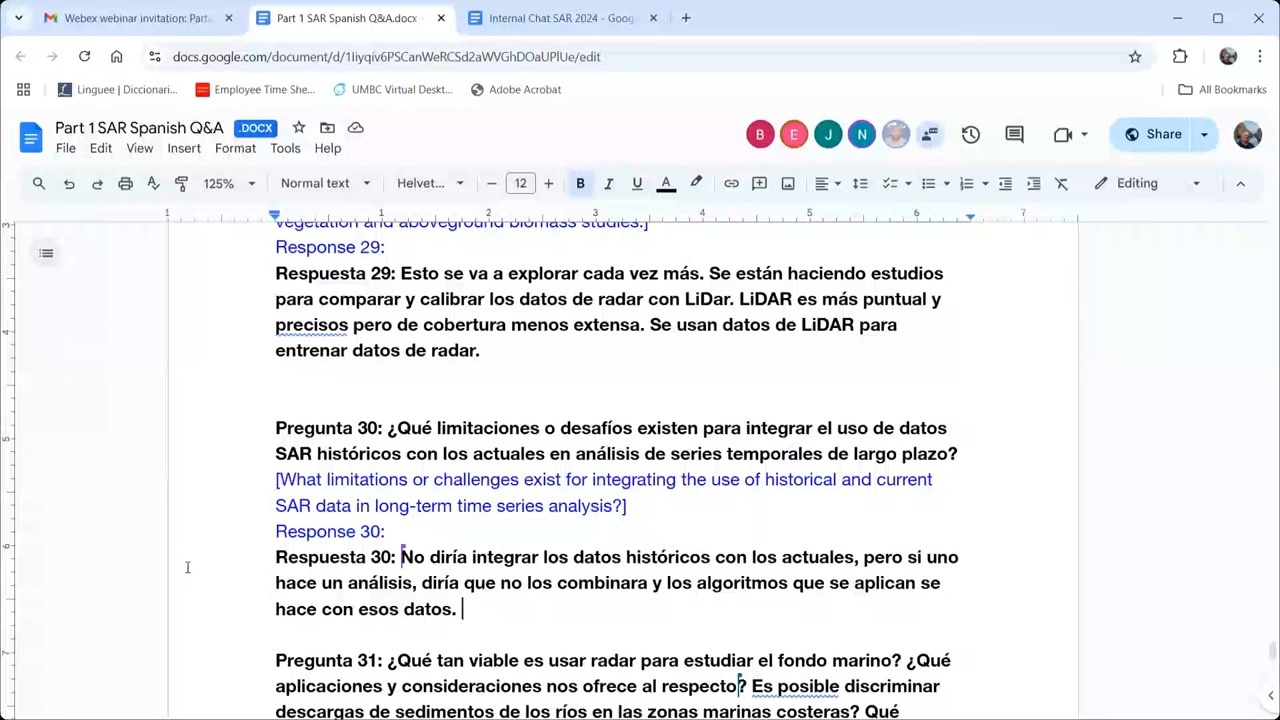 Webex webinar invitation: Part
Part 1 SAR Spanish Q&A.docx -
Internal Chat SAR 2024 - Goog
docs.google.com/document/d/1Iiyqiv6PSCanWeRCSd2aWVGhDOaUPlUe/edit
Linguee | Diccionari...
Employee Time She...
UMBC Virtual Deskt...
Adobe Acrobat
All Bookmarks
Part 1 SAR Spanish Q&A .DOCX
B E J N
Share
File Edit View Insert Format Tools Help
125% Normal text Helvet... 12 B I U A Editing
1 1 2 3 4 5 6 7
vegetation and aboveground biomass studies.]
Response 29:
Respuesta 29: Esto se va a explorar cada vez más. Se están haciendo estudios
para comparar y calibrar los datos de radar con LiDar. LiDAR es más puntual y
precisos pero de cobertura menos extensa. Se usan datos de LiDAR para
entrenar datos de radar.
Pregunta 30: ¿Qué limitaciones o desafíos existen para integrar el uso de datos
SAR históricos con los actuales en análisis de series temporales de largo plazo?
[What limitations or challenges exist for integrating the use of historical and current
SAR data in long-term time series analysis?]
Response 30:
Respuesta 30: No diría integrar los datos históricos con los actuales, pero si uno
hace un análisis, diría que no los combinara y los algoritmos que se aplican se
hace con esos datos.
Pregunta 31: ¿Qué tan viable es usar radar para estudiar el fondo marino? ¿Qué
aplicaciones y consideraciones nos ofrece al respecto? Es posible discriminar
descargas de sedimentos de los ríos en las zonas marinas costeras? Qué